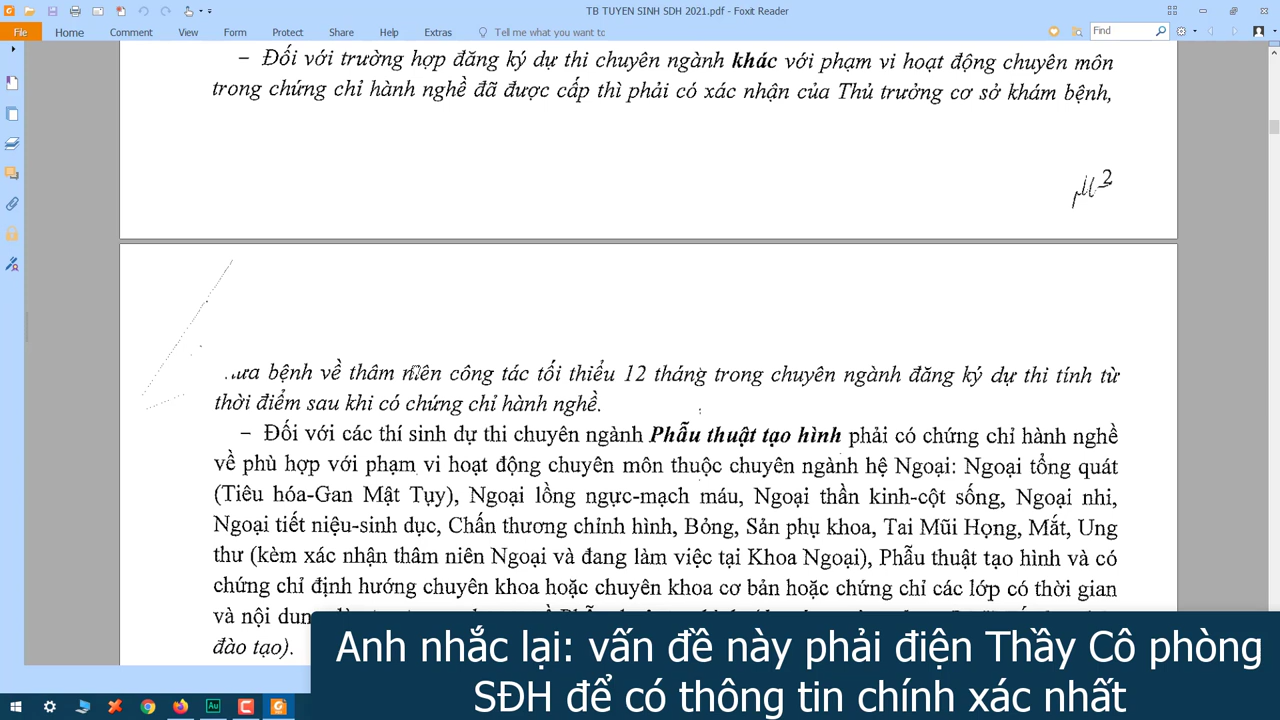 TB TUYEN SINH SDH 2021.pdf - Foxit Reader
File Home Comment View Form Protect Share Help Extras Tell me what you want to Find
− Đối với trường hợp đăng ký dự thi chuyên ngành khác với phạm vi hoạt động chuyên môn
trong chứng chỉ hành nghề đã được cấp thì phải có xác nhận của Thủ trưởng cơ sở khám bệnh,
2
bệnh về thâm niên công tác tối thiểu 12 tháng trong chuyên ngành đăng ký dự thi tính từ
thời điểm sau khi có chứng chỉ hành nghề.
− Đối với các thí sinh dự thi chuyên ngành Phẫu thuật tạo hình phải có chứng chỉ hành nghề
về phù hợp với phạm vi hoạt động chuyên môn thuộc chuyên ngành hệ Ngoại: Ngoại tổng quát
(Tiêu hóa-Gan Mật Tụy), Ngoại lồng ngực-mạch máu, Ngoại thần kinh-cột sống, Ngoại nhi,
Ngoại tiết niệu-sinh dục, Chấn thương chỉnh hình, Bỏng, Sản phụ khoa, Tai Mũi Họng, Mắt, Ung
thư (kèm xác nhận thâm niên Ngoại và đang làm việc tại Khoa Ngoại), Phẫu thuật tạo hình và có
chứng chỉ định hướng chuyên khoa hoặc chuyên khoa cơ bản hoặc chứng chỉ các lớp có thời gian
và nội dung
đào tạo).
Anh nhắc lại: vấn đề này phải điện Thầy Cô phòng
SĐH để có thông tin chính xác nhất